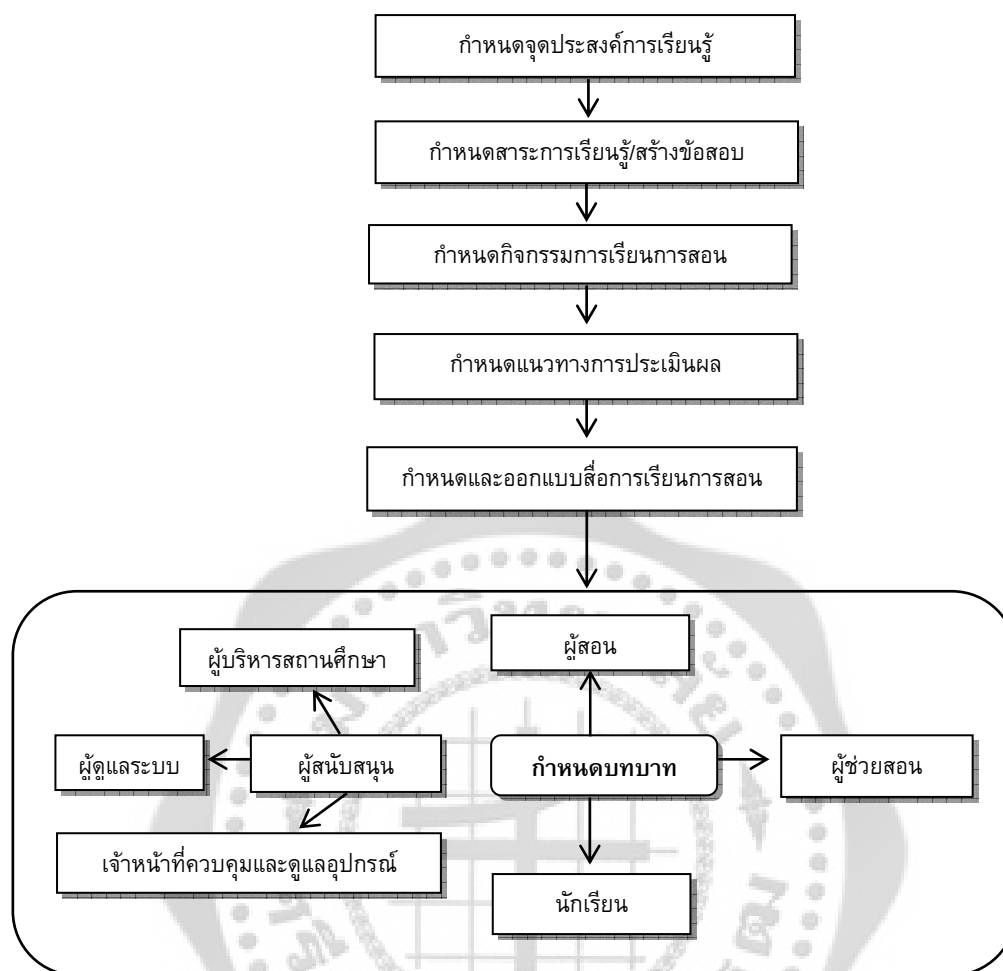 กำหนดจุดประสงค์การเรียนรู้
กำหนดสาระการเรียนรู้/สร้างข้อสอบ
กำหนดกิจกรรมการเรียนการสอน
กำหนดแนวทางการประเมินผล
กำหนดและออกแบบสื่อการเรียนการสอน
ผู้บริหารสถานศึกษา
ผู้สอน
ผู้ดูแลระบบ
ผู้สนับสนุน
กำหนดบทบาท
ผู้ช่วยสอน
เจ้าหน้าที่ควบคุมและดูแลอุปกรณ์
นักเรียน